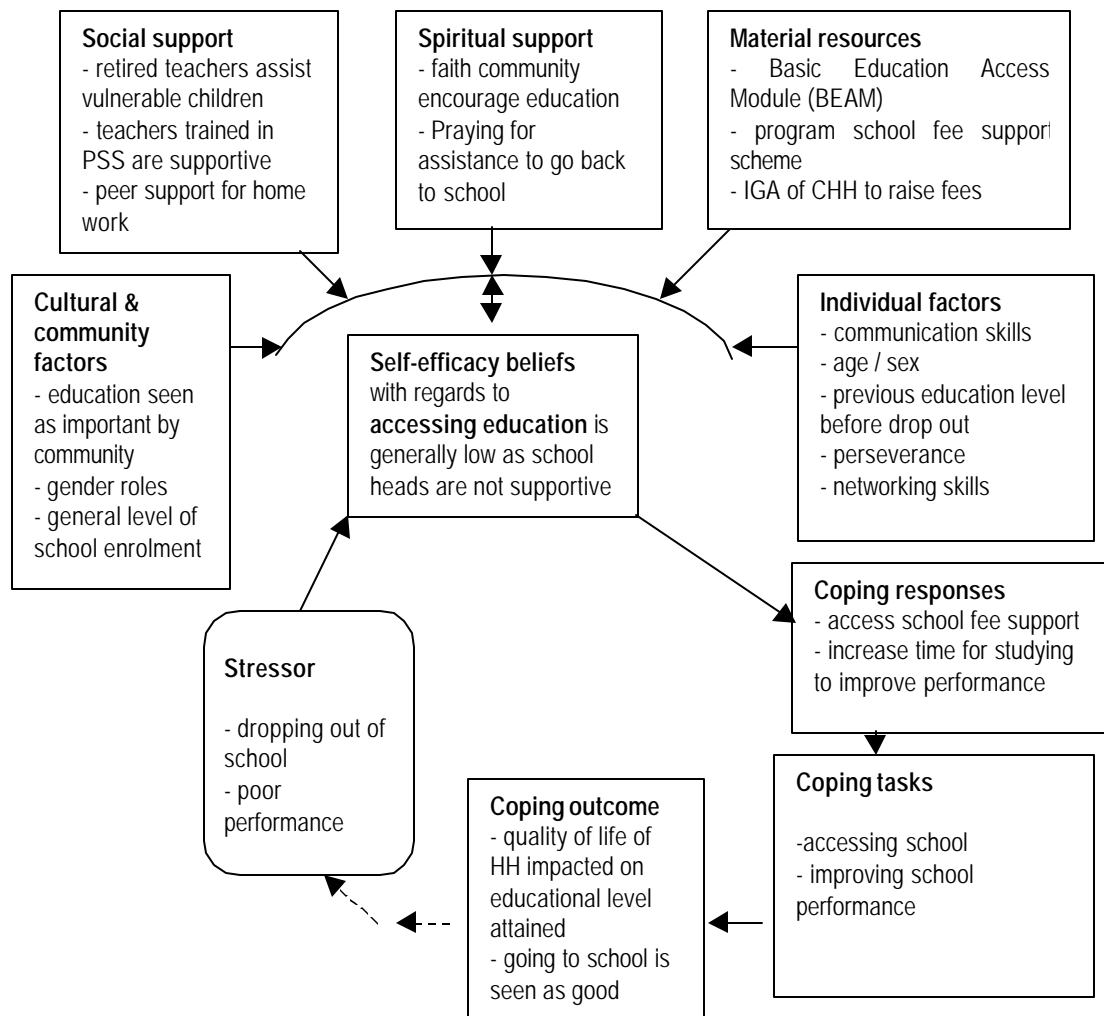 Social support
- retired teachers assist
vulnerable children
- teachers trained in
PSS are supportive
- peer support for home
work
Spiritual support
- faith community
encourage education
- Praying for
assistance to go back
to school
Material resources
- Basic Education Access
Module (BEAM)
- program school fee support
scheme
- IGA of CHH to raise fees
Cultural &
community
factors
- education seen
as important by
community
- gender roles
- general level of
school enrolment
Self-efficacy beliefs
with regards to
accessing education is
generally low as school
heads are not supportive
Individual factors
- communication skills
- age / sex
- previous education level
before drop out
- perseverance
- networking skills
Coping responses
- access school fee support
- increase time for studying
to improve performance
Stressor
- dropping out of
school
- poor
performance
Coping outcome
- quality of life of
HH impacted on
educational level
attained
- going to school is
seen as good
Coping tasks
-accessing school
- improving school
performance